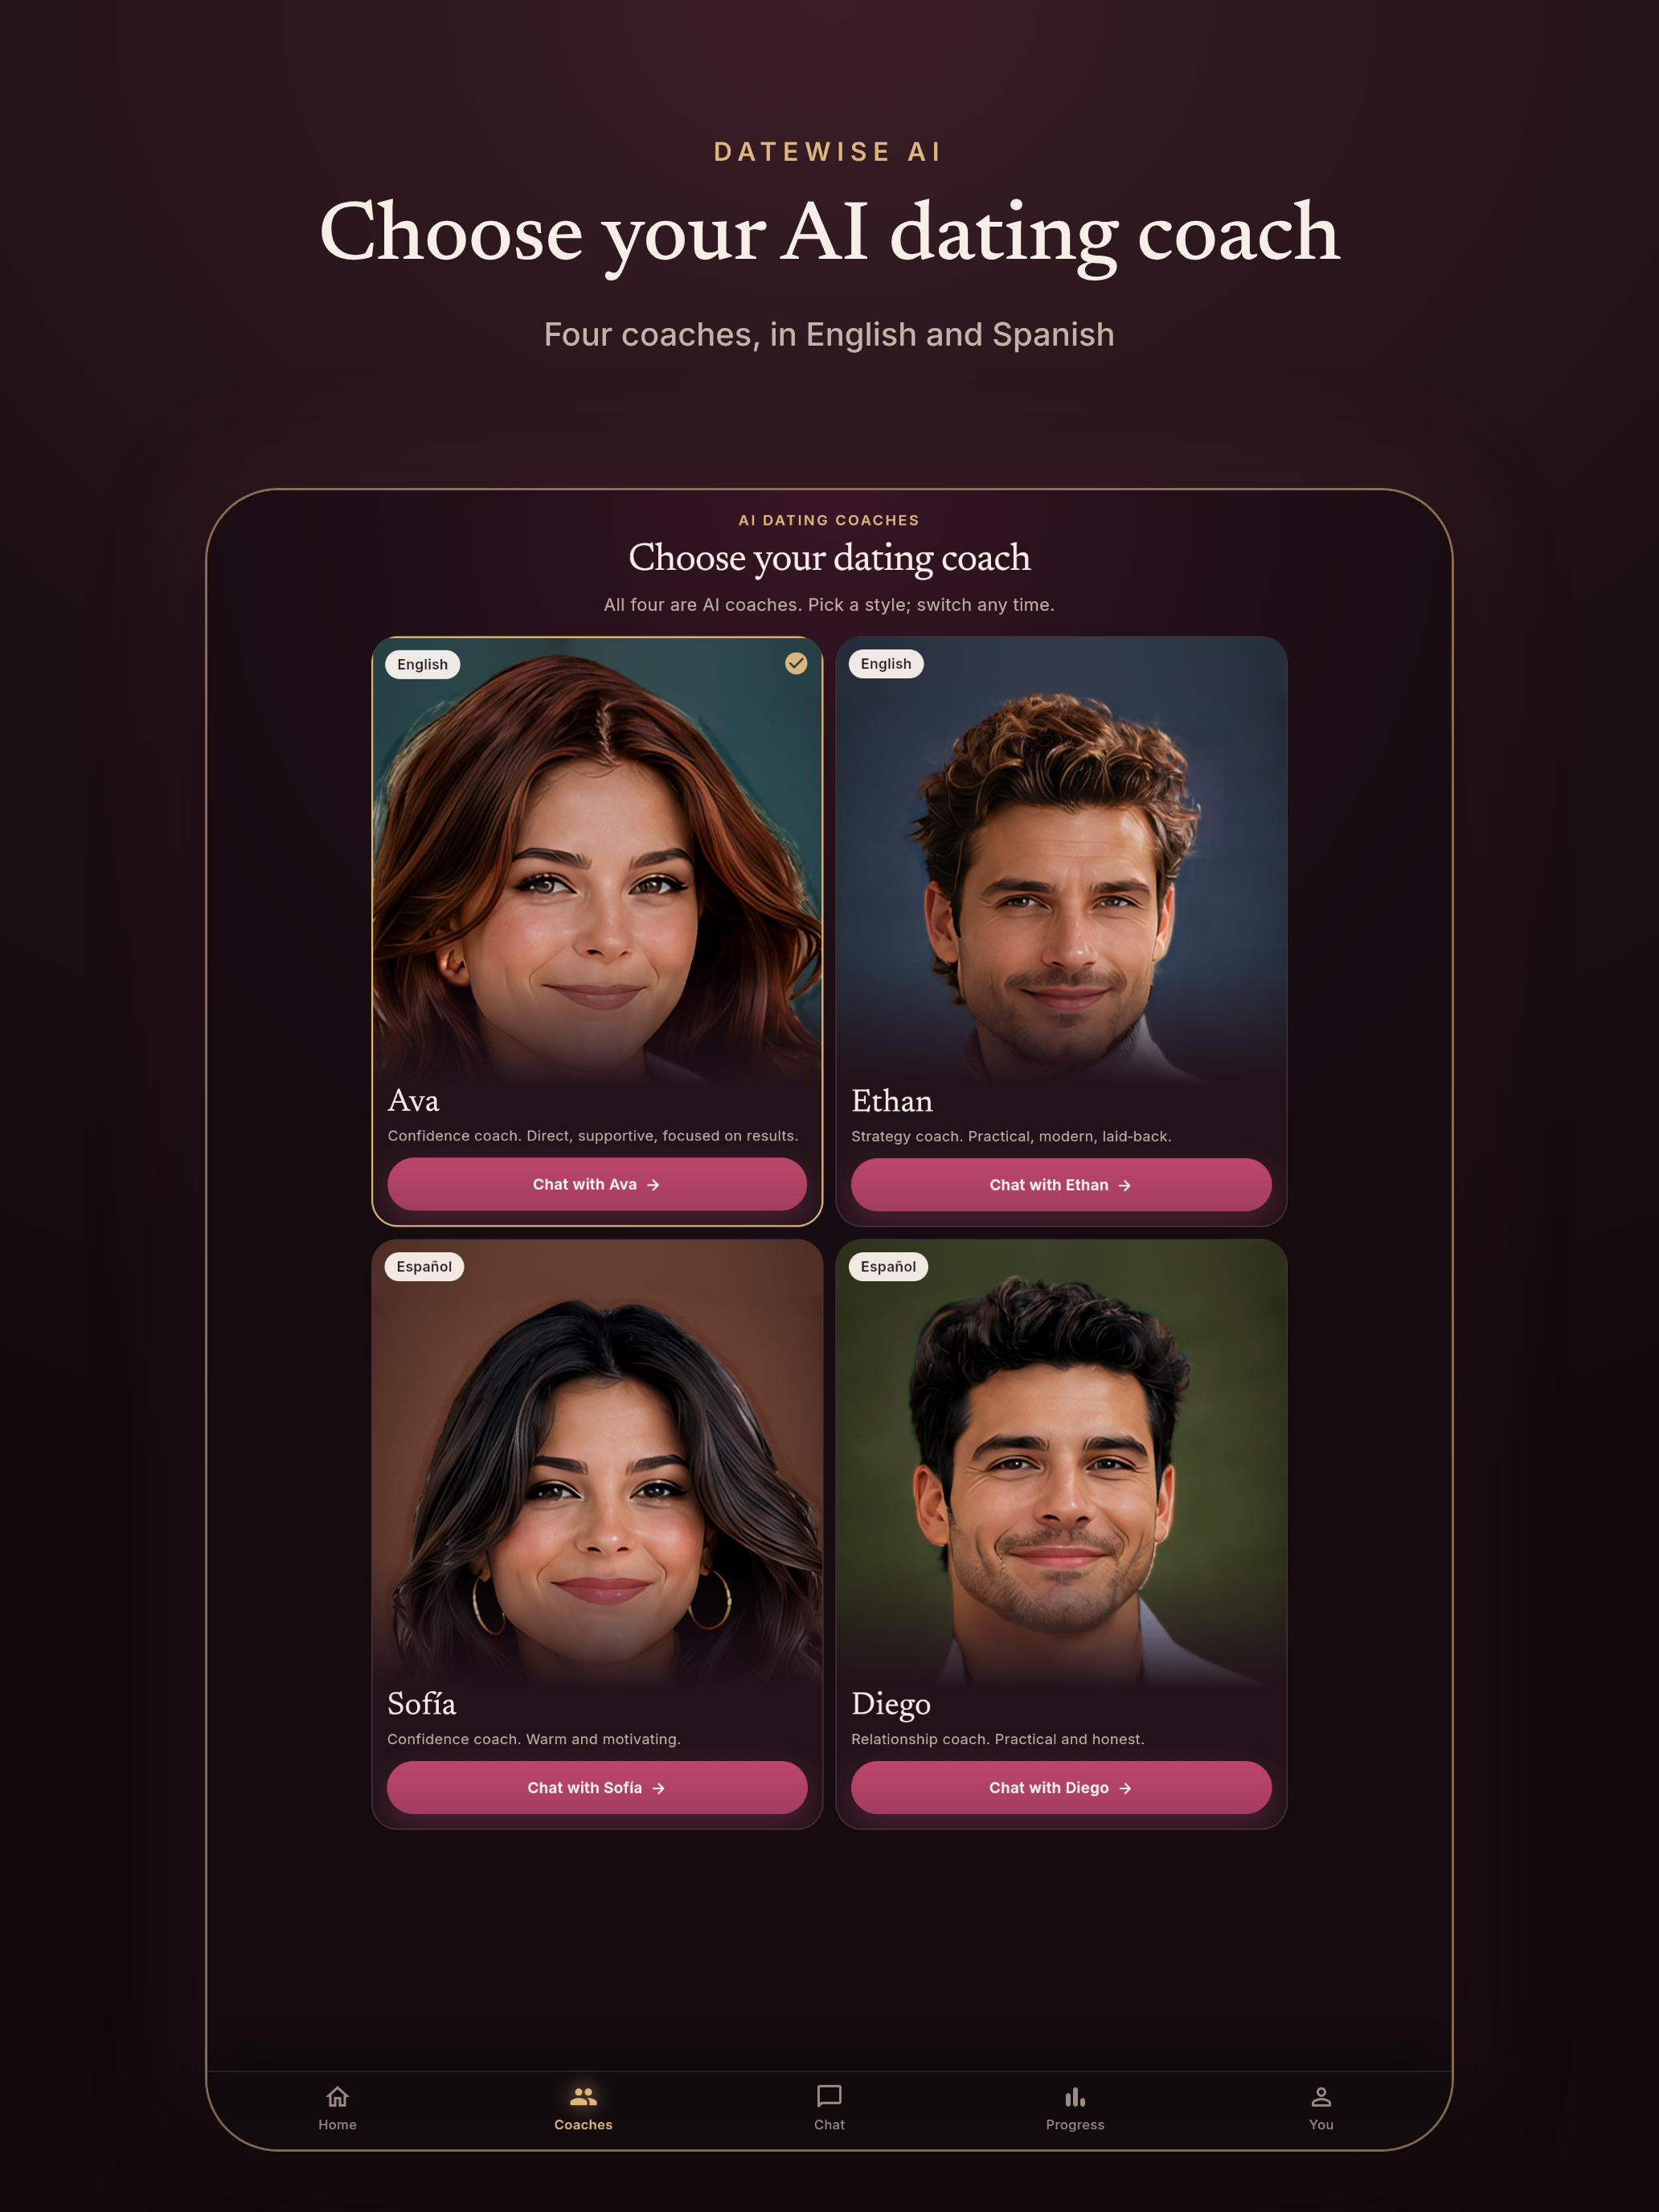 DATEWISE AI
Choose your AI dating coach
Four coaches, in English and Spanish
AI DATING COACHES
Choose your dating coach
All four are AI coaches. Pick a style; switch any time.
English
Ava
Confidence coach. Direct, supportive, focused on results.
Chat with Ava →
English
Ethan
Strategy coach. Practical, modern, laid-back.
Chat with Ethan →
Español
Sofía
Confidence coach. Warm and motivating.
Chat with Sofía →
Español
Diego
Relationship coach. Practical and honest.
Chat with Diego →
Home
Coaches
Chat
Progress
You